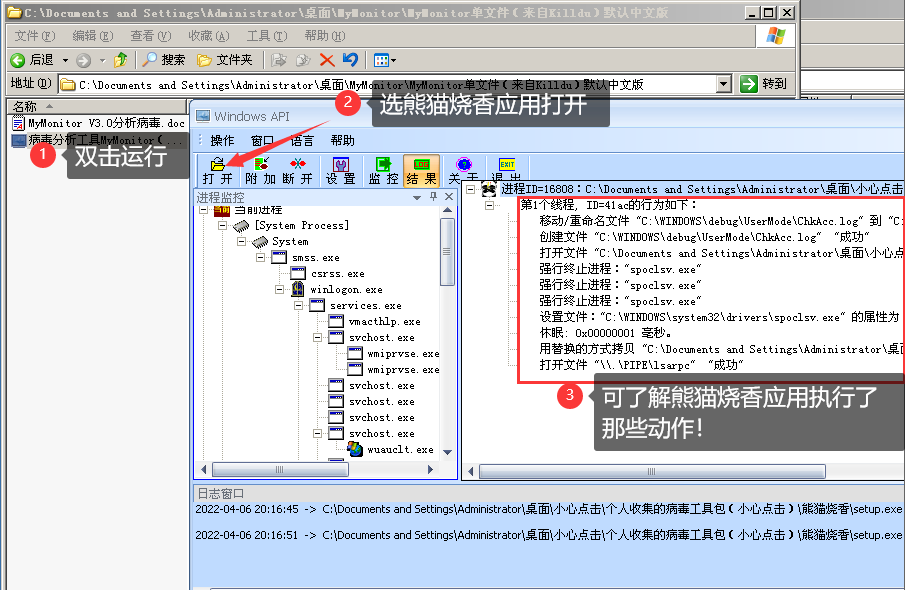 C:\Documents and Settings\Administrator\桌面\MyMonitor\MyMonitor单文件(来自Killdu)默认中文版
文件(F) 编辑(E) 查看(V) 收藏(A) 工具(T) 帮助(H)
后退 搜索 文件夹
地址(D) C:\Documents and Settings\Administrator\桌面\MyMonitor\MyMonitor单文件(来自Killdu)默认中文版 转到
名称
MyMonitor V3.0分析病毒.doc
病毒分析工具MyMonitor(...
1 双击运行
2 选熊猫烧香应用打开
Windows API
操作 窗口 语言 帮助
打 开 附 加 断 开 设 置 监 控 结 果 关 于 退 出
进程监控
当前进程
[System Process]
System
smss.exe
csrss.exe
winlogon.exe
services.exe
vmacthlp.exe
svchost.exe
wmiprvse.exe
wmiprvse.exe
svchost.exe
svchost.exe
svchost.exe
svchost.exe
wuauclt.exe
进程ID=16808：C:\Documents and Settings\Administrator\桌面\小心点击
第1个线程, ID=41ac的行为如下：
移动/重命名文件 "C:\WINDOWS\debug\UserMode\ChkAcc.log" 到 "C:
创建文件 "C:\WINDOWS\debug\UserMode\ChkAcc.log" "成功"
打开文件 "C:\Documents and Settings\Administrator\桌面\小心点
强行终止进程："spoclsv.exe"
强行终止进程："spoclsv.exe"
强行终止进程："spoclsv.exe"
设置文件："C:\WINDOWS\system32\drivers\spoclsv.exe" 的属性为
休眠: 0x00000001 毫秒。
用替换的方式拷贝 "C:\Documents and Settings\Administrator\桌面
打开文件 "\\.\PIPE\lsarpc" "成功"
3 可了解熊猫烧香应用执行了
那些动作！
日志窗口
2022-04-06 20:16:45 -> C:\Documents and Settings\Administrator\桌面\小心点击\个人收集的病毒工具包(小心点击)\熊猫烧香\setup.exe
2022-04-06 20:16:51 -> C:\Documents and Settings\Administrator\桌面\小心点击\个人收集的病毒工具包(小心点击)\熊猫烧香\setup.exe